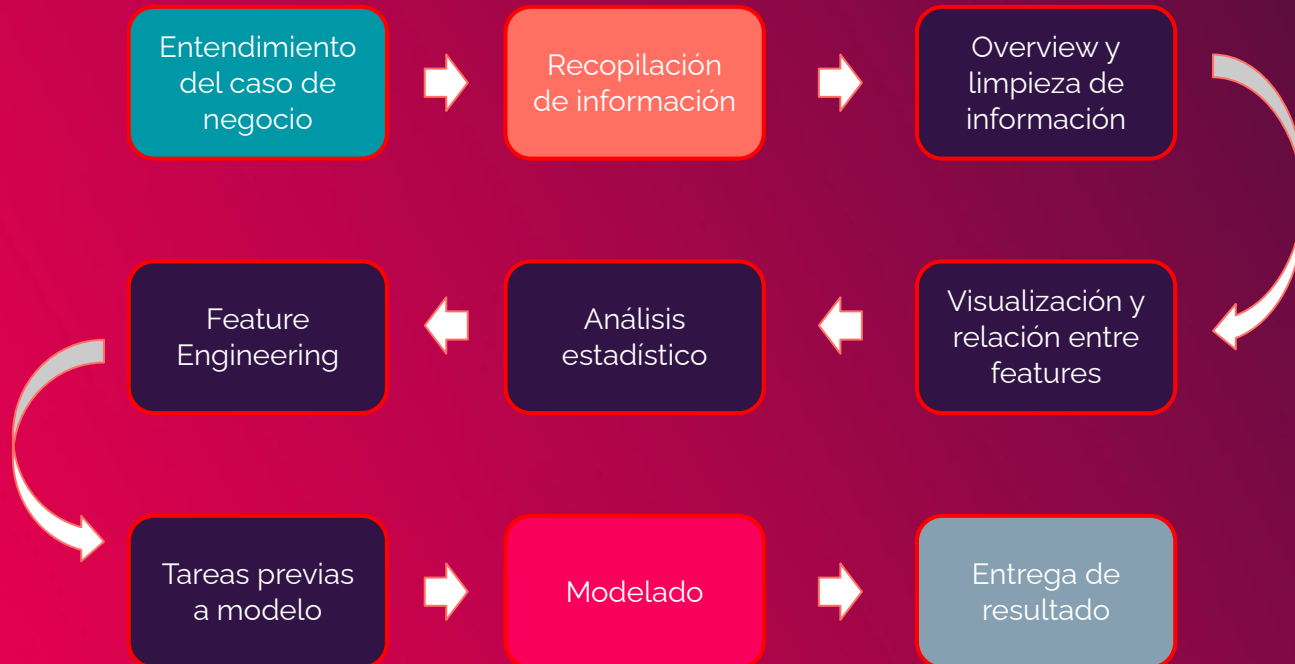 Entendimiento
del caso de
negocio
Recopilación
de información
Overview y
limpieza de
información
Visualización y
relación entre
features
Análisis
estadístico
Feature
Engineering
Tareas previas
a modelo
Modelado
Entrega de
resultado